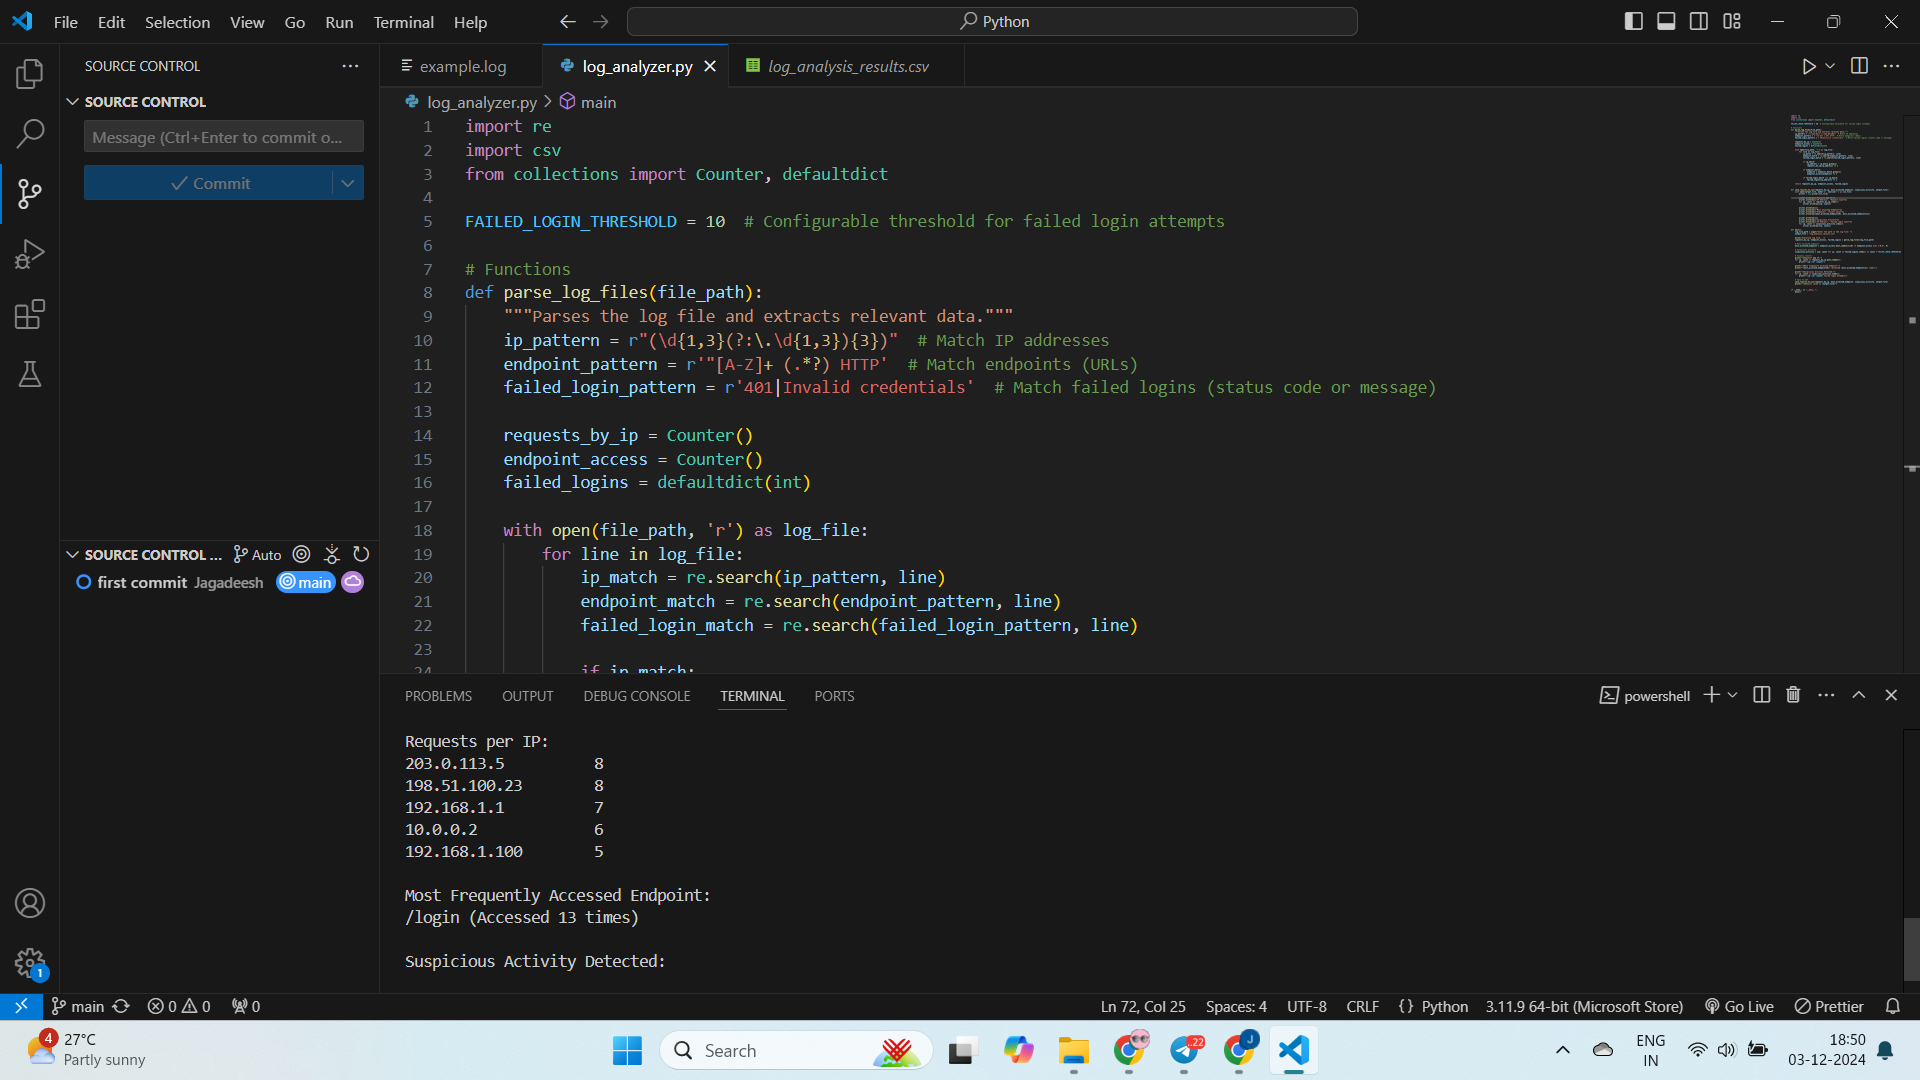 File Edit Selection View Go Run Terminal Help
Python
SOURCE CONTROL
SOURCE CONTROL
Message (Ctrl+Enter to commit o...
Commit
SOURCE CONTROL ... Auto
first commit Jagadeesh main
example.log
log_analyzer.py
log_analysis_results.csv
log_analyzer.py > main
1 import re
2 import csv
3 from collections import Counter, defaultdict
4
5 FAILED_LOGIN_THRESHOLD = 10  # Configurable threshold for failed login attempts
6
7 # Functions
8 def parse_log_files(file_path):
9     """Parses the log file and extracts relevant data."""
10     ip_pattern = r"(\d{1,3}(?:\.\d{1,3}){3})"  # Match IP addresses
11     endpoint_pattern = r'"[A-Z]+ (.*?) HTTP'  # Match endpoints (URLs)
12     failed_login_pattern = r'401|Invalid credentials'  # Match failed logins (status code or message)
13
14     requests_by_ip = Counter()
15     endpoint_access = Counter()
16     failed_logins = defaultdict(int)
17
18     with open(file_path, 'r') as log_file:
19         for line in log_file:
20             ip_match = re.search(ip_pattern, line)
21             endpoint_match = re.search(endpoint_pattern, line)
22             failed_login_match = re.search(failed_login_pattern, line)
23
24             if ip_match:
PROBLEMS OUTPUT DEBUG CONSOLE TERMINAL PORTS
powershell
Requests per IP:
203.0.113.5 8
198.51.100.23 8
192.168.1.1 7
10.0.0.2 6
192.168.1.100 5
Most Frequently Accessed Endpoint:
/login (Accessed 13 times)
Suspicious Activity Detected:
1
main 0 0 0
Ln 72, Col 25 Spaces: 4 UTF-8 CRLF {} Python 3.11.9 64-bit (Microsoft Store) Go Live Prettier
4
27°C
Partly sunny
Search
22
J
ENG
IN
18:50
03-12-2024